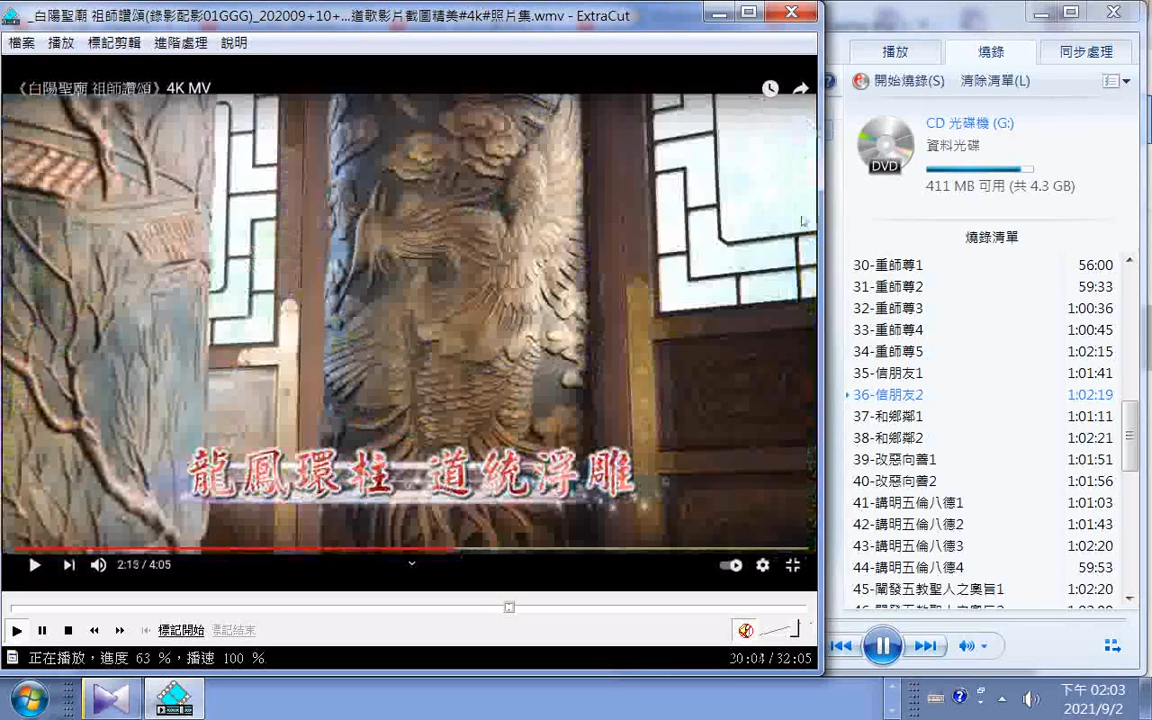 _白陽聖廟 祖師讚頌(錄影配影01GGG)_202009+10+...道歌影片截圖精美#4k#照片集.wmv - ExtraCut
檔案 播放 標記剪輯 進階處理 說明
《白陽聖廟 祖師讚頌》4K MV
龍鳳環柱 道統浮雕
2:13 / 4:05
標記開始 標記結束
正在播放，進度 63 %，播速 100 %
20:04 / 32:05
播放 燒錄 同步處理
開始燒錄(S) 清除清單(L)
CD 光碟機 (G:)
資料光碟
DVD
411 MB 可用 (共 4.3 GB)
燒錄清單
30-重師尊1 56:00
31-重師尊2 59:33
32-重師尊3 1:00:36
33-重師尊4 1:00:45
34-重師尊5 1:02:15
35-信朋友1 1:01:41
36-信朋友2 1:02:19
37-和鄉鄰1 1:01:11
38-和鄉鄰2 1:02:21
39-改惡向善1 1:01:51
40-改惡向善2 1:01:56
41-講明五倫八德1 1:01:03
42-講明五倫八德2 1:01:43
43-講明五倫八德3 1:02:20
44-講明五倫八德4 59:53
45-闡發五教聖人之奧旨1 1:02:20
下午 02:03
2021/9/2